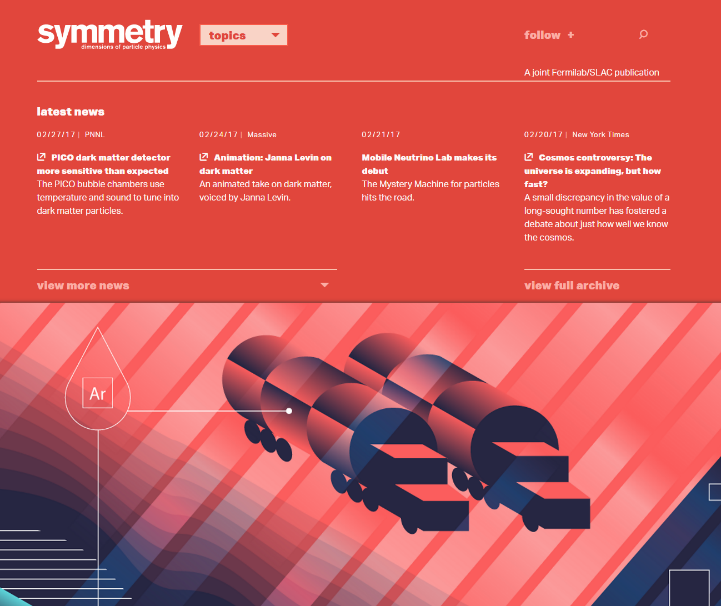 symmetry
dimensions of particle physics
topics
follow +
A joint Fermilab/SLAC publication
latest news
02/27/17 | PNNL
PICO dark matter detector
more sensitive than expected
The PICO bubble chambers use
temperature and sound to tune into
dark matter particles.
02/24/17 | Massive
Animation: Janna Levin on
dark matter
An animated take on dark matter,
voiced by Janna Levin.
02/21/17
Mobile Neutrino Lab makes its
debut
The Mystery Machine for particles
hits the road.
02/20/17 | New York Times
Cosmos controversy: The
universe is expanding, but how
fast?
A small discrepancy in the value of a
long-sought number has fostered a
debate about just how well we know
the cosmos.
view more news
view full archive
Ar